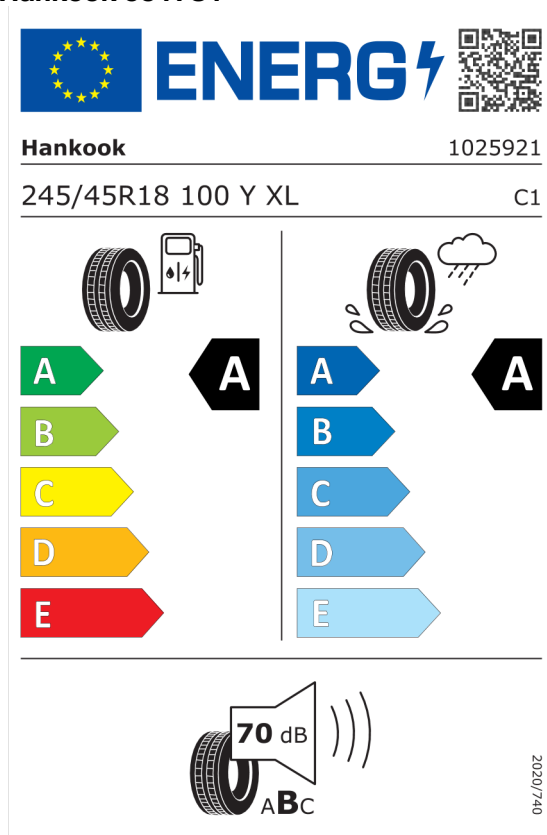 ENERG
Hankook 1025921
245/45R18 100 Y XL C1
A A A A
B B
C C
D D
E E
70 dB
ABC
2020/740